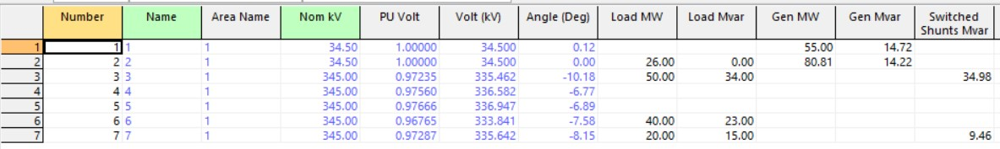 Number Name Area Name Nom kV PU Volt Volt (kV) Angle (Deg) Load MW Load Mvar Gen MW Gen Mvar Switched Shunts Mvar
1 1 1 1 34.50 1.00000 34.500 0.12 55.00 14.72
2 2 2 1 34.50 1.00000 34.500 0.00 26.00 0.00 80.81 14.22
3 3 3 1 345.00 0.97235 335.462 -10.18 50.00 34.00 34.98
4 4 4 1 345.00 0.97560 336.582 -6.77
5 5 5 1 345.00 0.97666 336.947 -6.89
6 6 6 1 345.00 0.96765 333.841 -7.58 40.00 23.00
7 7 7 1 345.00 0.97287 335.642 -8.15 20.00 15.00 9.46